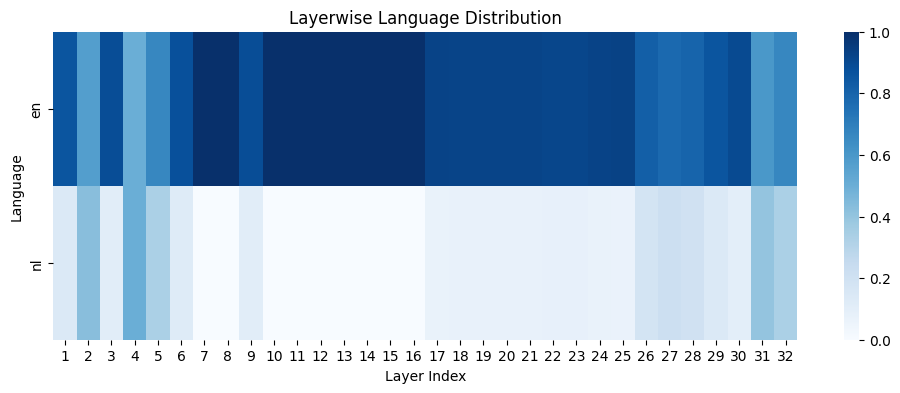 Layerwise Language Distribution
Language
en
nl
1 2 3 4 5 6 7 8 9 10 11 12 13 14 15 16 17 18 19 20 21 22 23 24 25 26 27 28 29 30 31 32
Layer Index
1.0
0.8
0.6
0.4
0.2
0.0